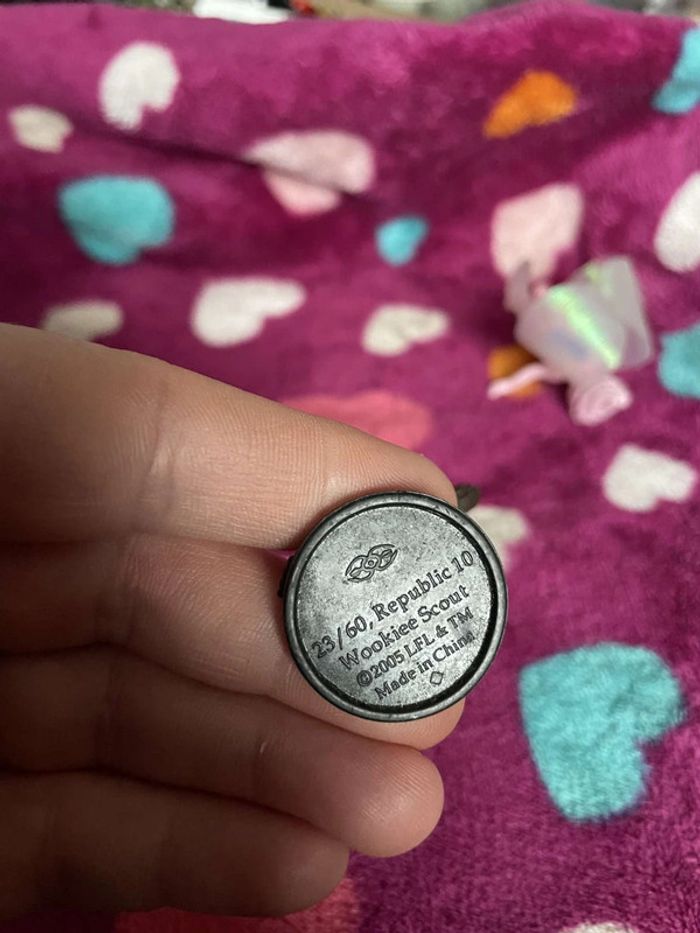 23/60, Republic 10
Wookiee Scout
©2005 LFL & TM
Made in China